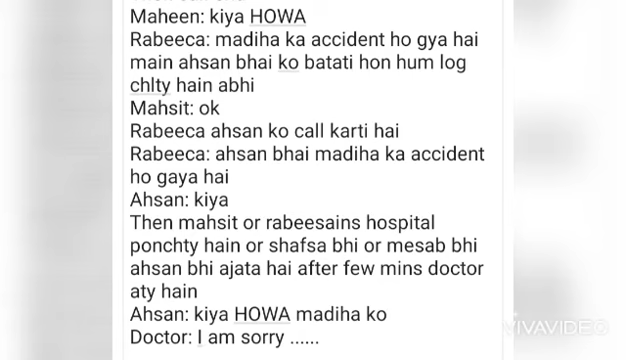 Maheen: kiya HOWA
Rabeeca: madiha ka accident ho gya hai
main ahsan bhai ko batati hon hum log
chlty hain abhi
Mahsit: ok
Rabeeca ahsan ko call karti hai
Rabeeca: ahsan bhai madiha ka accident
ho gaya hai
Ahsan: kiya
Then mahsit or rabeesains hospital
ponchty hain or shafsa bhi or mesab bhi
ahsan bhi ajata hai after few mins doctor
aty hain
Ahsan: kiya HOWA madiha ko
Doctor: I am sorry ......
VIVAVIDEO